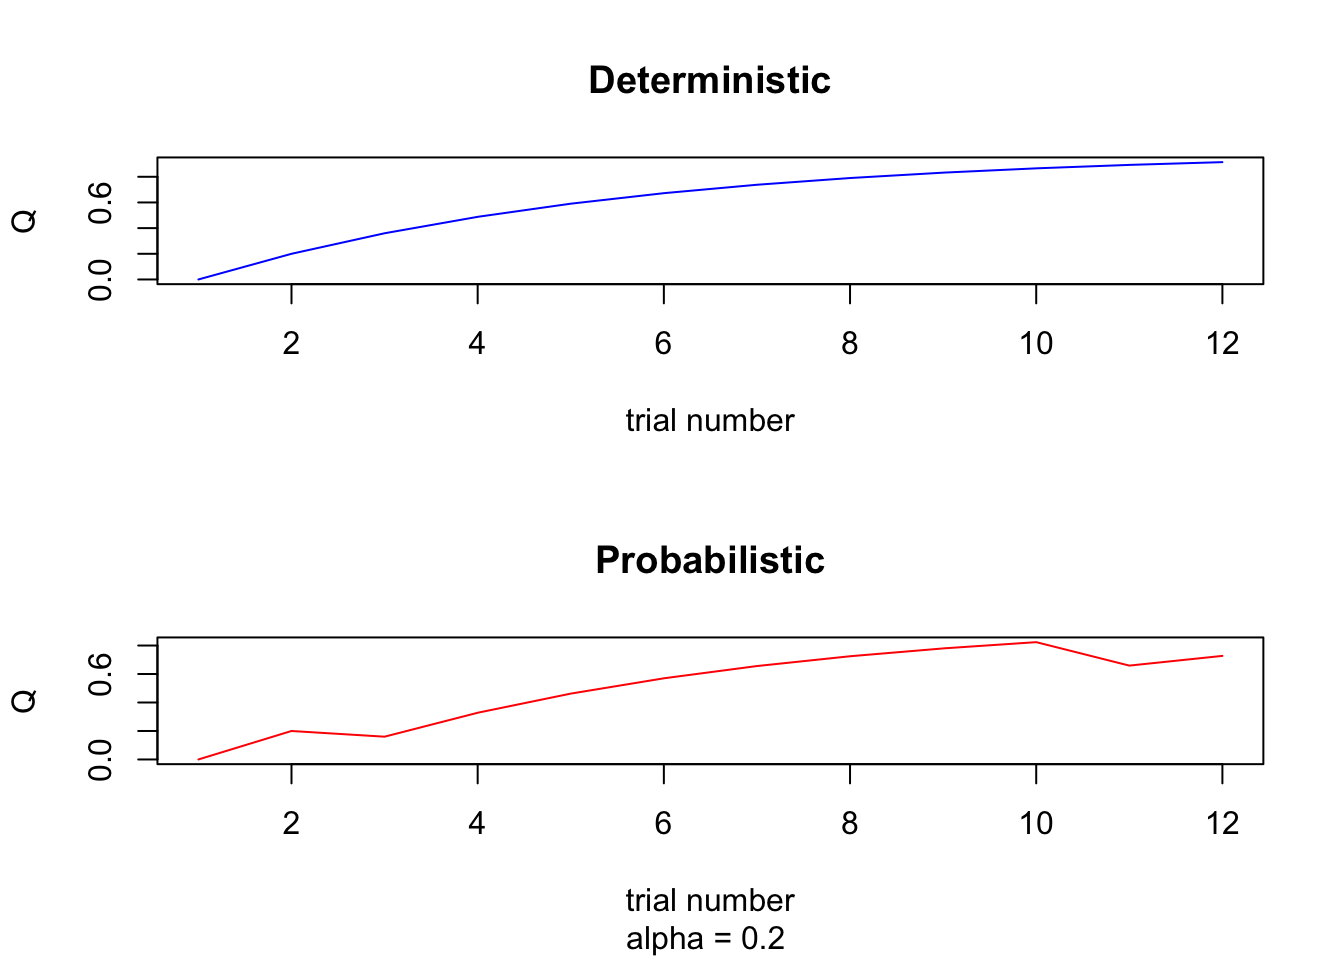 Deterministic
Q
0.6
0.0
2 4 6 8 10 12
trial number
Probabilistic
Q
0.6
0.0
2 4 6 8 10 12
trial number
alpha = 0.2